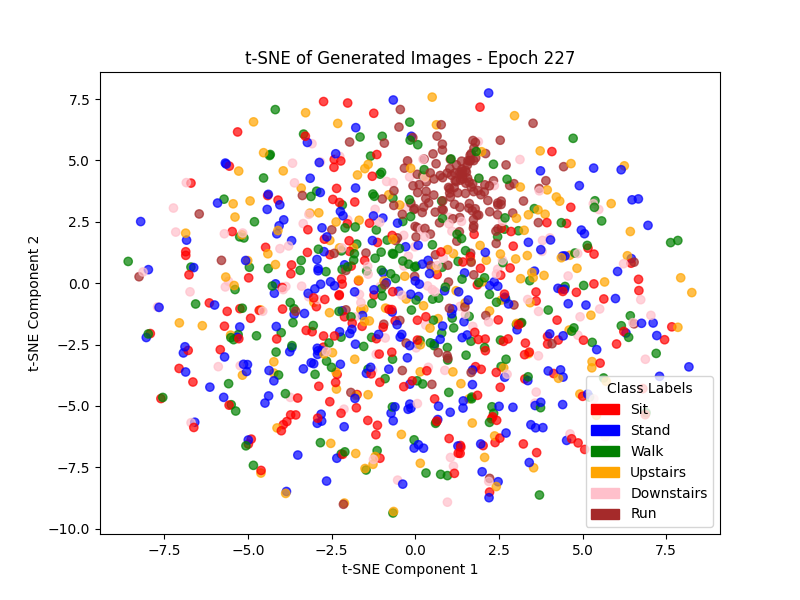 t-SNE of Generated Images - Epoch 227
t-SNE Component 2
7.5
5.0
2.5
0.0
−2.5
−5.0
−7.5
−10.0
Class Labels
Sit
Stand
Walk
Upstairs
Downstairs
Run
−7.5 −5.0 −2.5 0.0 2.5 5.0 7.5
t-SNE Component 1